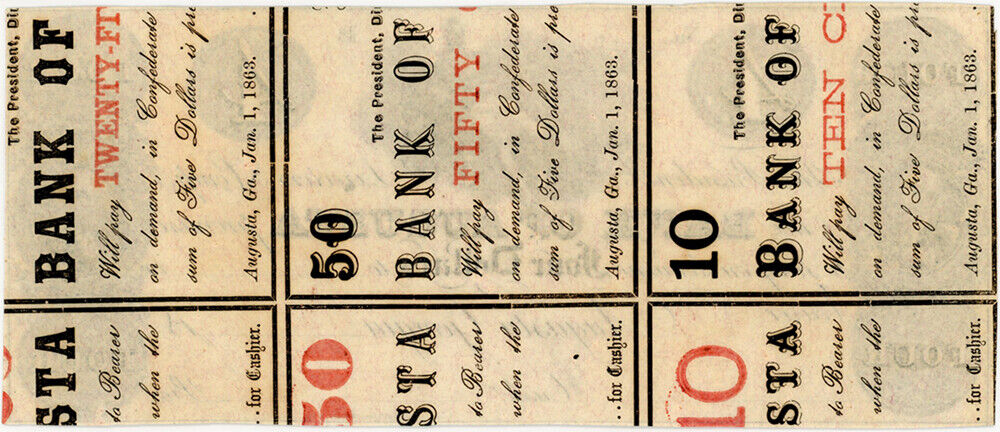 The President, Di
BANK OF
TWENTY-FI
Will pay
on demand, in Confederate
sum of Five Dollars is pre
Augusta, Ga., Jan. 1, 1863.
The President, Di
50
BANK OF
FIFTY
Will pay
on demand, in Confederate
sum of Five Dollars is pre
Augusta, Ga., Jan. 1, 1863.
The President, Di
10
BANK OF
TEN C
Will pay
on demand, in Confederate
sum of Five Dollars is pre
Augusta, Ga., Jan. 1, 1863.
STA
to Bearer
when the
..for Cashier.
50
STA
to Bearer
when the
..for Cashier.
10
STA
to Bearer
when the
..for Cashier.